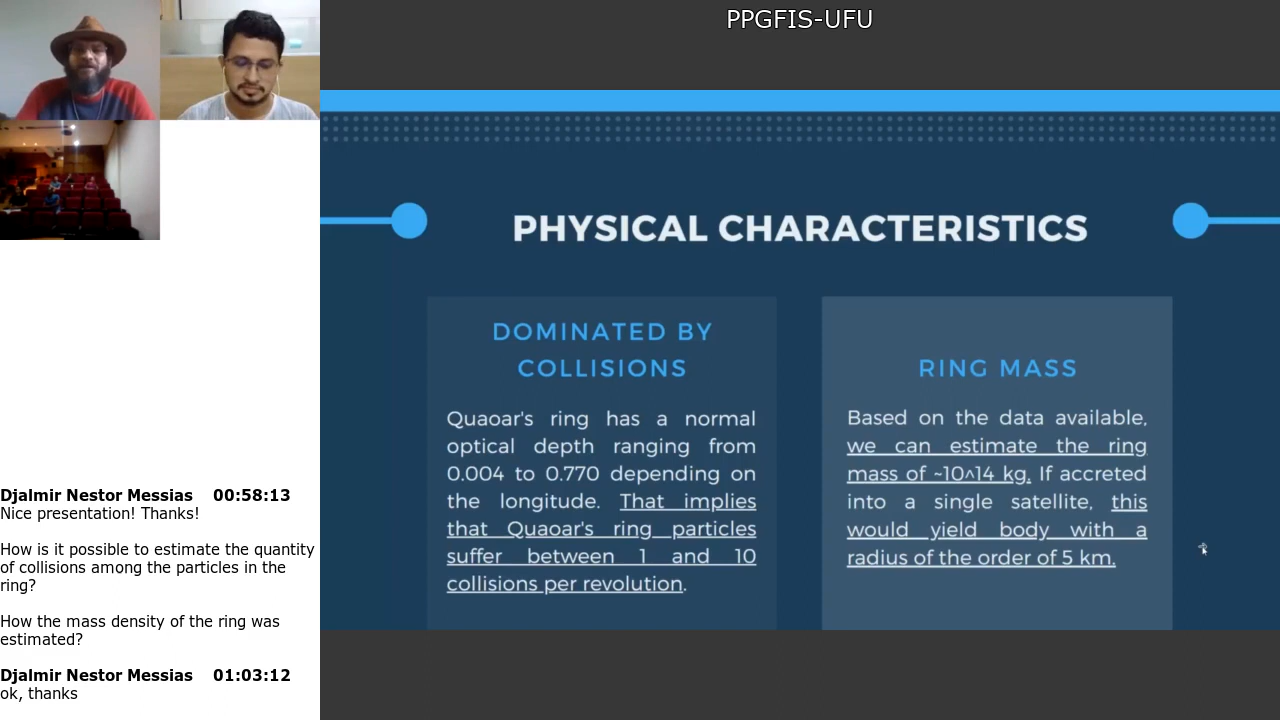 PPGFIS-UFU
PHYSICAL CHARACTERISTICS
DOMINATED BY
COLLISIONS
Quaoar's ring has a normal
optical depth ranging from
0.004 to 0.770 depending on
the longitude. That implies
that Quaoar's ring particles
suffer between 1 and 10
collisions per revolution.
RING MASS
Based on the data available,
we can estimate the ring
mass of ~10^14 kg. If accreted
into a single satellite, this
would yield body with a
radius of the order of 5 km.
Djalmir Nestor Messias 00:58:13
Nice presentation! Thanks!
How is it possible to estimate the quantity
of collisions among the particles in the
ring?
How the mass density of the ring was
estimated?
Djalmir Nestor Messias 01:03:12
ok, thanks